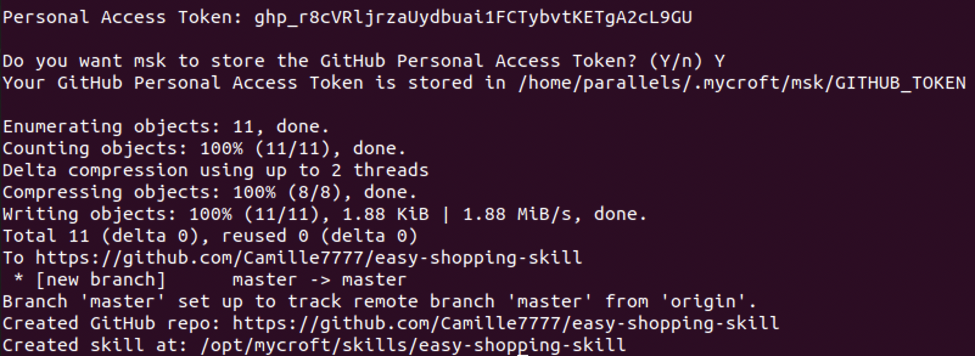 Personal Access Token: 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
Do you want msk to store the GitHub Personal Access Token? (Y/n) Y
Your GitHub Personal Access Token is stored in /home/parallels/.mycroft/msk/GITHUB_TOKEN
Enumerating objects: 11, done.
Counting objects: 100% (11/11), done.
Delta compression using up to 2 threads
Compressing objects: 100% (8/8), done.
Writing objects: 100% (11/11), 1.88 KiB | 1.88 MiB/s, done.
Total 11 (delta 0), reused 0 (delta 0)
To https://github.com/Camille7777/easy-shopping-skill
 * [new branch]      master -> master
Branch 'master' set up to track remote branch 'master' from 'origin'.
Created GitHub repo: https://github.com/Camille7777/easy-shopping-skill
Created skill at: /opt/mycroft/skills/easy-shopping-skill